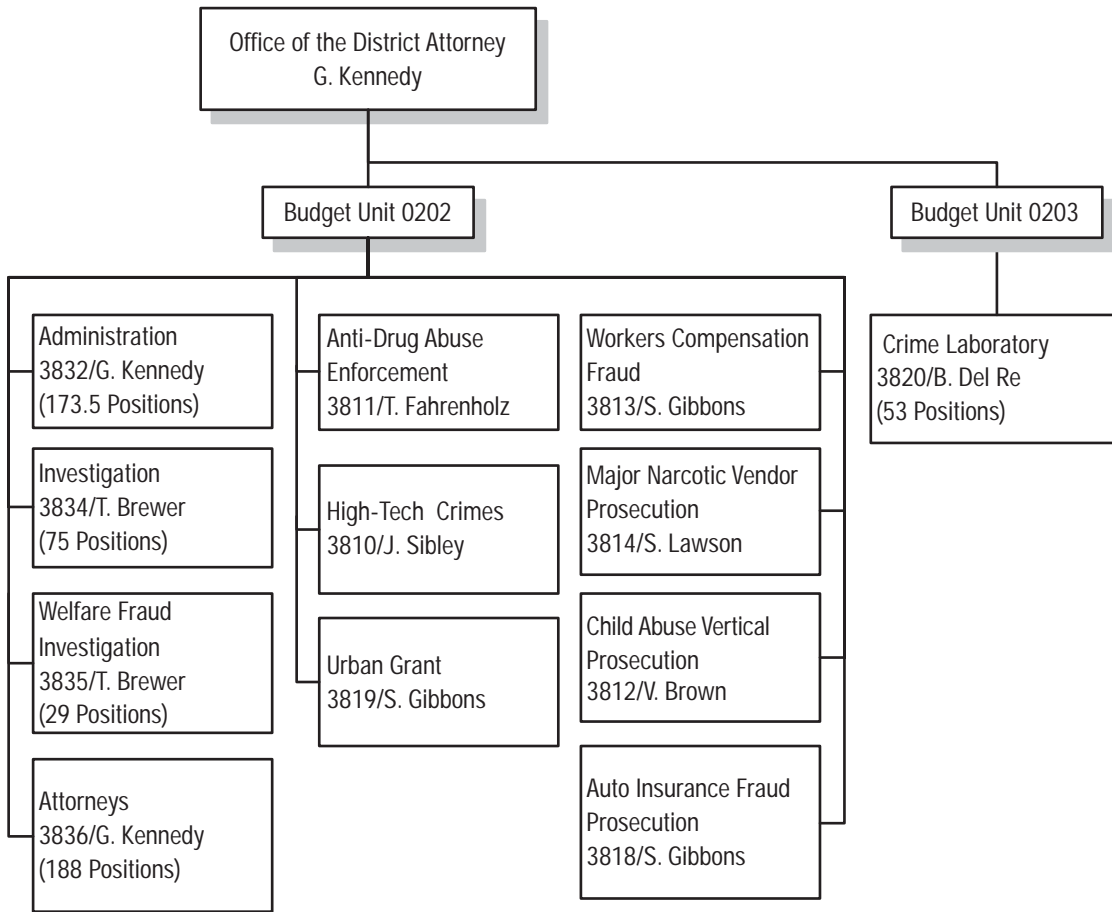 Office of the District Attorney
G. Kennedy
Budget Unit 0202
Budget Unit 0203
Administration
3832/G. Kennedy
(173.5 Positions)
Investigation
3834/T. Brewer
(75 Positions)
Welfare Fraud
Investigation
3835/T. Brewer
(29 Positions)
Attorneys
3836/G. Kennedy
(188 Positions)
Anti-Drug Abuse
Enforcement
3811/T. Fahrenholz
High-Tech Crimes
3810/J. Sibley
Urban Grant
3819/S. Gibbons
Workers Compensation
Fraud
3813/S. Gibbons
Major Narcotic Vendor
Prosecution
3814/S. Lawson
Child Abuse Vertical
Prosecution
3812/V. Brown
Auto Insurance Fraud
Prosecution
3818/S. Gibbons
Crime Laboratory
3820/B. Del Re
(53 Positions)